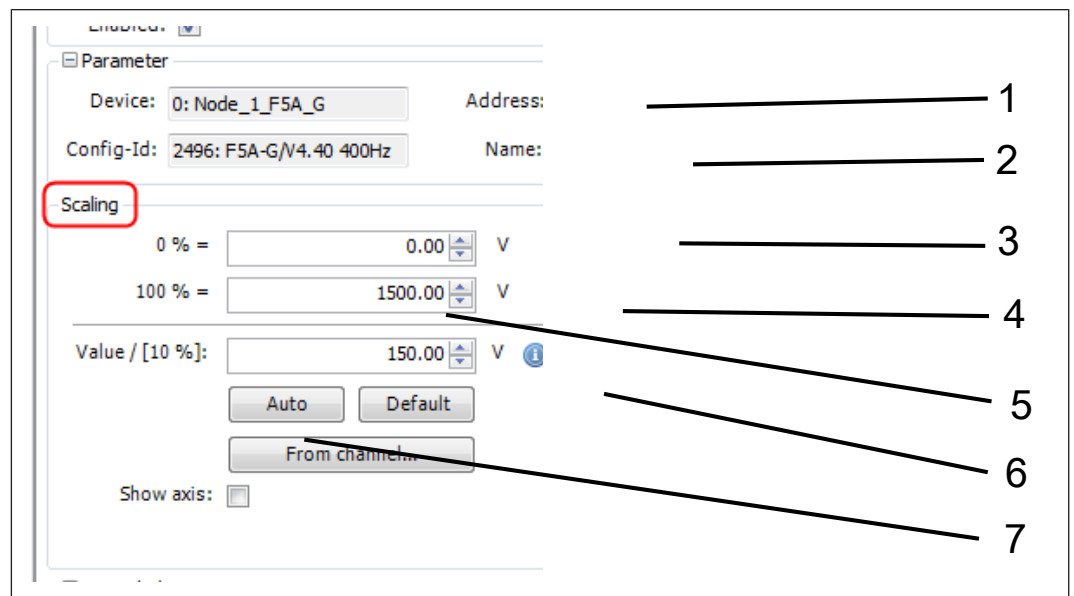 Enabled:
Parameter
Device: 0: Node_1_F5A_G Address: 1
Config-Id: 2496: F5A-G/V4.40 400Hz Name: 2
Scaling
0 % = 0.00 V 3
100 % = 1500.00 V 4
Value / [10 %]: 150.00 V 5
Auto Default
From channel... 6
Show axis: 7